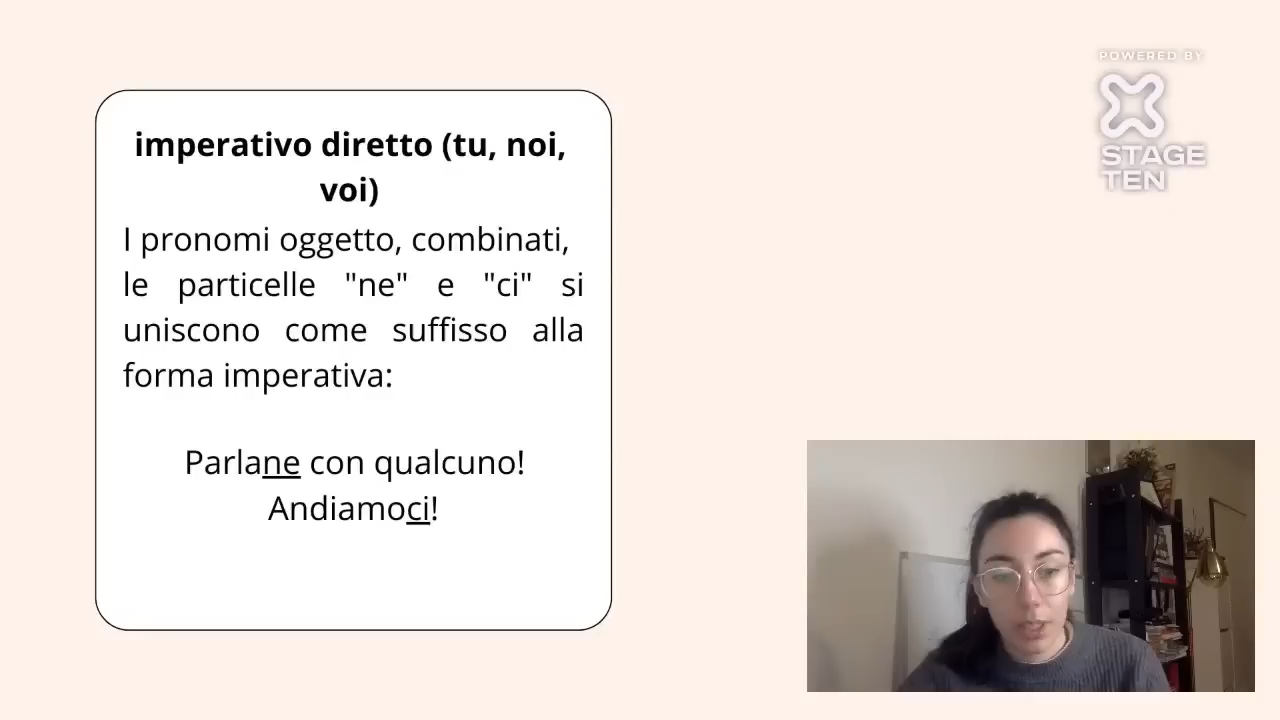 imperativo diretto (tu, noi,
voi)
I pronomi oggetto, combinati,
le particelle "ne" e "ci" si
uniscono come suffisso alla
forma imperativa:
Parlane con qualcuno!
Andiamoci!
POWERED BY
STAGE
TEN